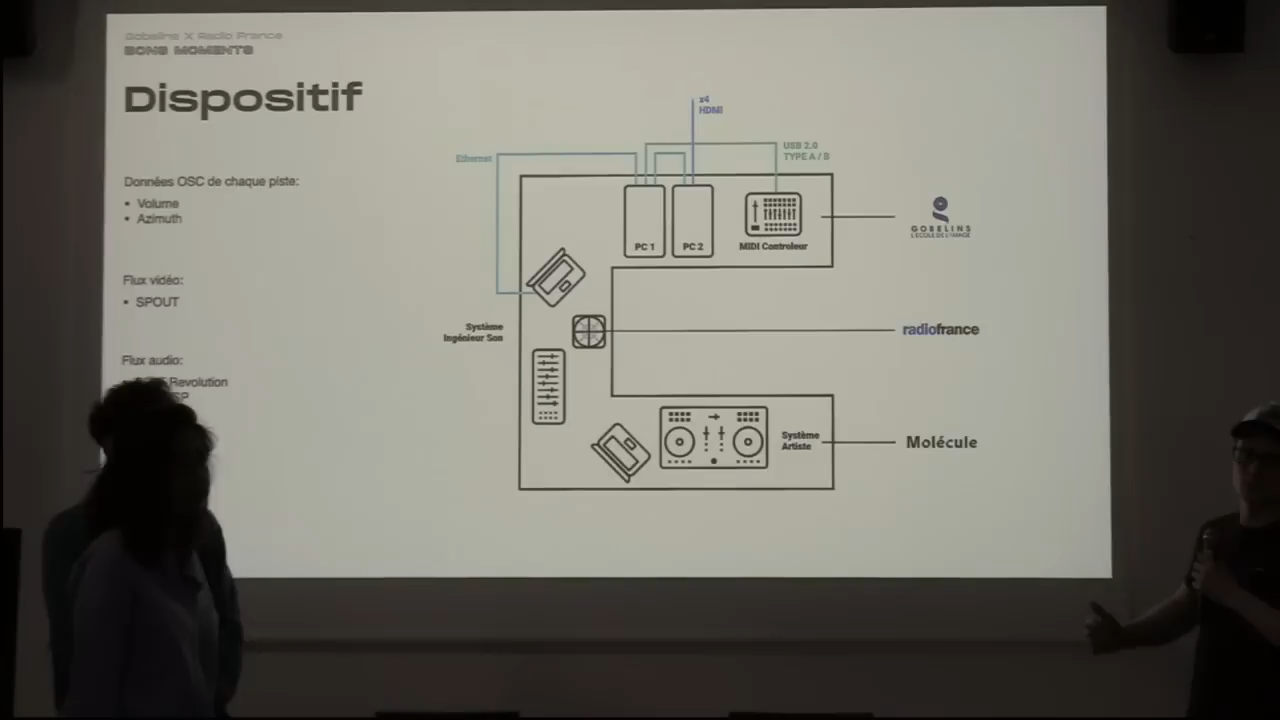 Gobelins X Radio France
BONS MOMENTS
Dispositif
Données OSC de chaque piste:
• Volume
• Azimuth
Flux vidéo:
• SPOUT
Flux audio:
Revolution
SP
x4
HDMI
Ethernet
USB 2.0
TYPE A / B
PC 1
PC 2
MIDI Controleur
GOBELINS
L'ÉCOLE DE L'IMAGE
Système
Ingénieur Son
radiofrance
Système
Artiste
Molécule